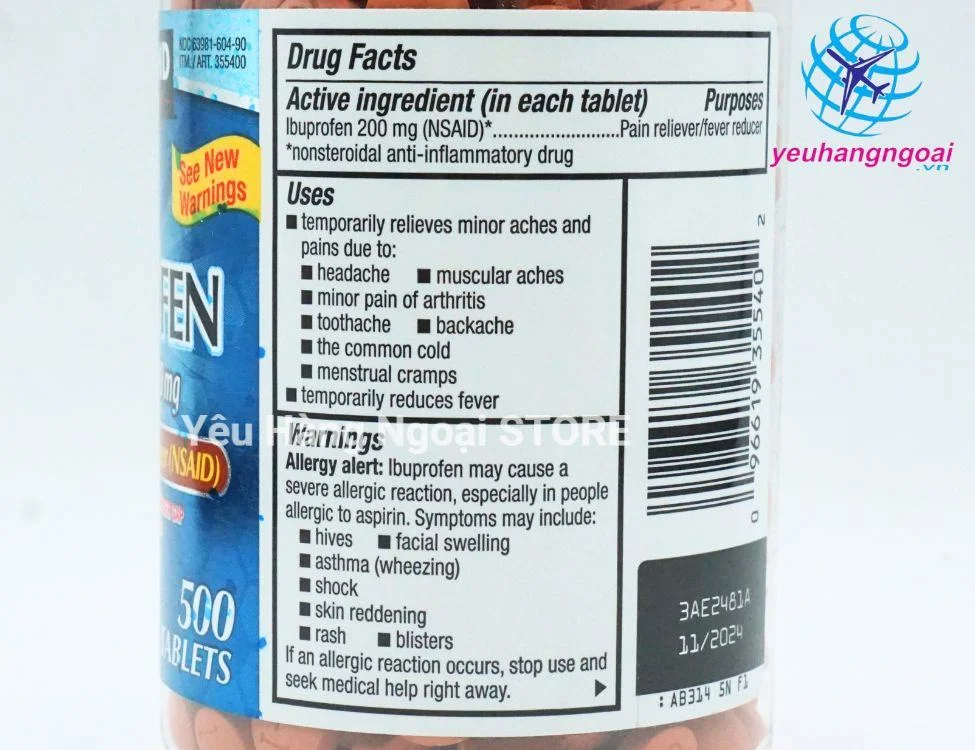 NDC 63981-604-90
ITM. / ART. 355400
See New
Warnings
FEN
mg
(NSAID)
500
TABLETS
Drug Facts
Active ingredient (in each tablet) Purposes
Ibuprofen 200 mg (NSAID)*............................Pain reliever/fever reducer
*nonsteroidal anti-inflammatory drug
Uses
■ temporarily relieves minor aches and
pains due to:
■ headache ■ muscular aches
■ minor pain of arthritis
■ toothache ■ backache
■ the common cold
■ menstrual cramps
■ temporarily reduces fever
Warnings
Allergy alert: Ibuprofen may cause a
severe allergic reaction, especially in people
allergic to aspirin. Symptoms may include:
■ hives ■ facial swelling
■ asthma (wheezing)
■ shock
■ skin reddening
■ rash ■ blisters
If an allergic reaction occurs, stop use and
seek medical help right away.
0 96619 35540 2
3AE2481A
11/2024
: AB314 5N F1
yeuhangngoai
.vn
Yêu Hàng Ngoại STORE